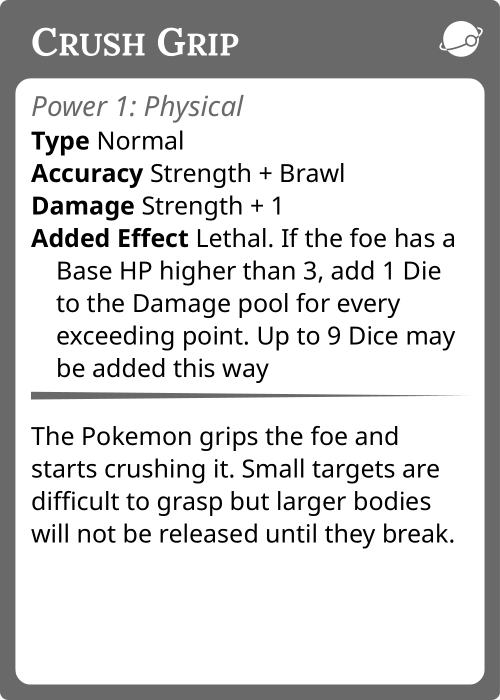 Crush Grip
Power 1: Physical
Type Normal
Accuracy Strength + Brawl
Damage Strength + 1
Added Effect Lethal. If the foe has a
Base HP higher than 3, add 1 Die
to the Damage pool for every
exceeding point. Up to 9 Dice may
be added this way
The Pokemon grips the foe and
starts crushing it. Small targets are
difficult to grasp but larger bodies
will not be released until they break.